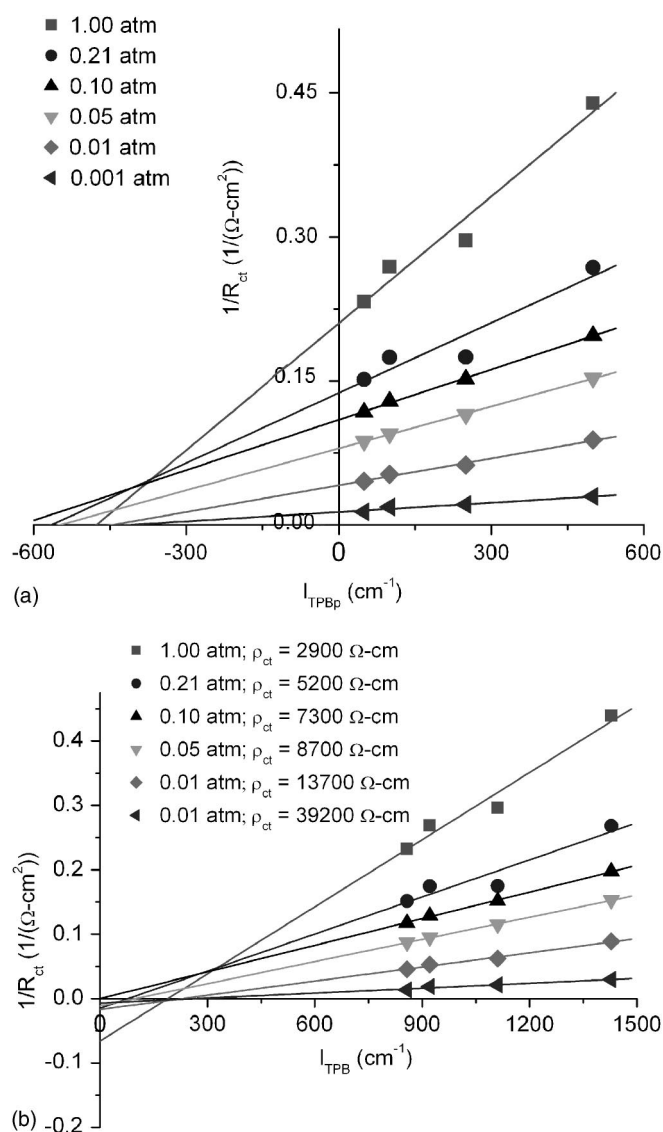 1.00 atm
0.21 atm
0.10 atm
0.05 atm
0.01 atm
0.001 atm
0.45
0.30
0.15
0.00
1/R_ct (1/(Ω-cm²))
-600
-300
0
300
600
l_TPBp (cm⁻¹)
(a)
1.00 atm; ρ_ct = 2900 Ω-cm
0.21 atm; ρ_ct = 5200 Ω-cm
0.10 atm; ρ_ct = 7300 Ω-cm
0.05 atm; ρ_ct = 8700 Ω-cm
0.01 atm; ρ_ct = 13700 Ω-cm
0.01 atm; ρ_ct = 39200 Ω-cm
0.4
0.3
0.2
0.1
0.0
-0.1
-0.2
1/R_ct (1/(Ω-cm²))
0
300
600
900
1200
1500
l_TPB (cm⁻¹)
(b)